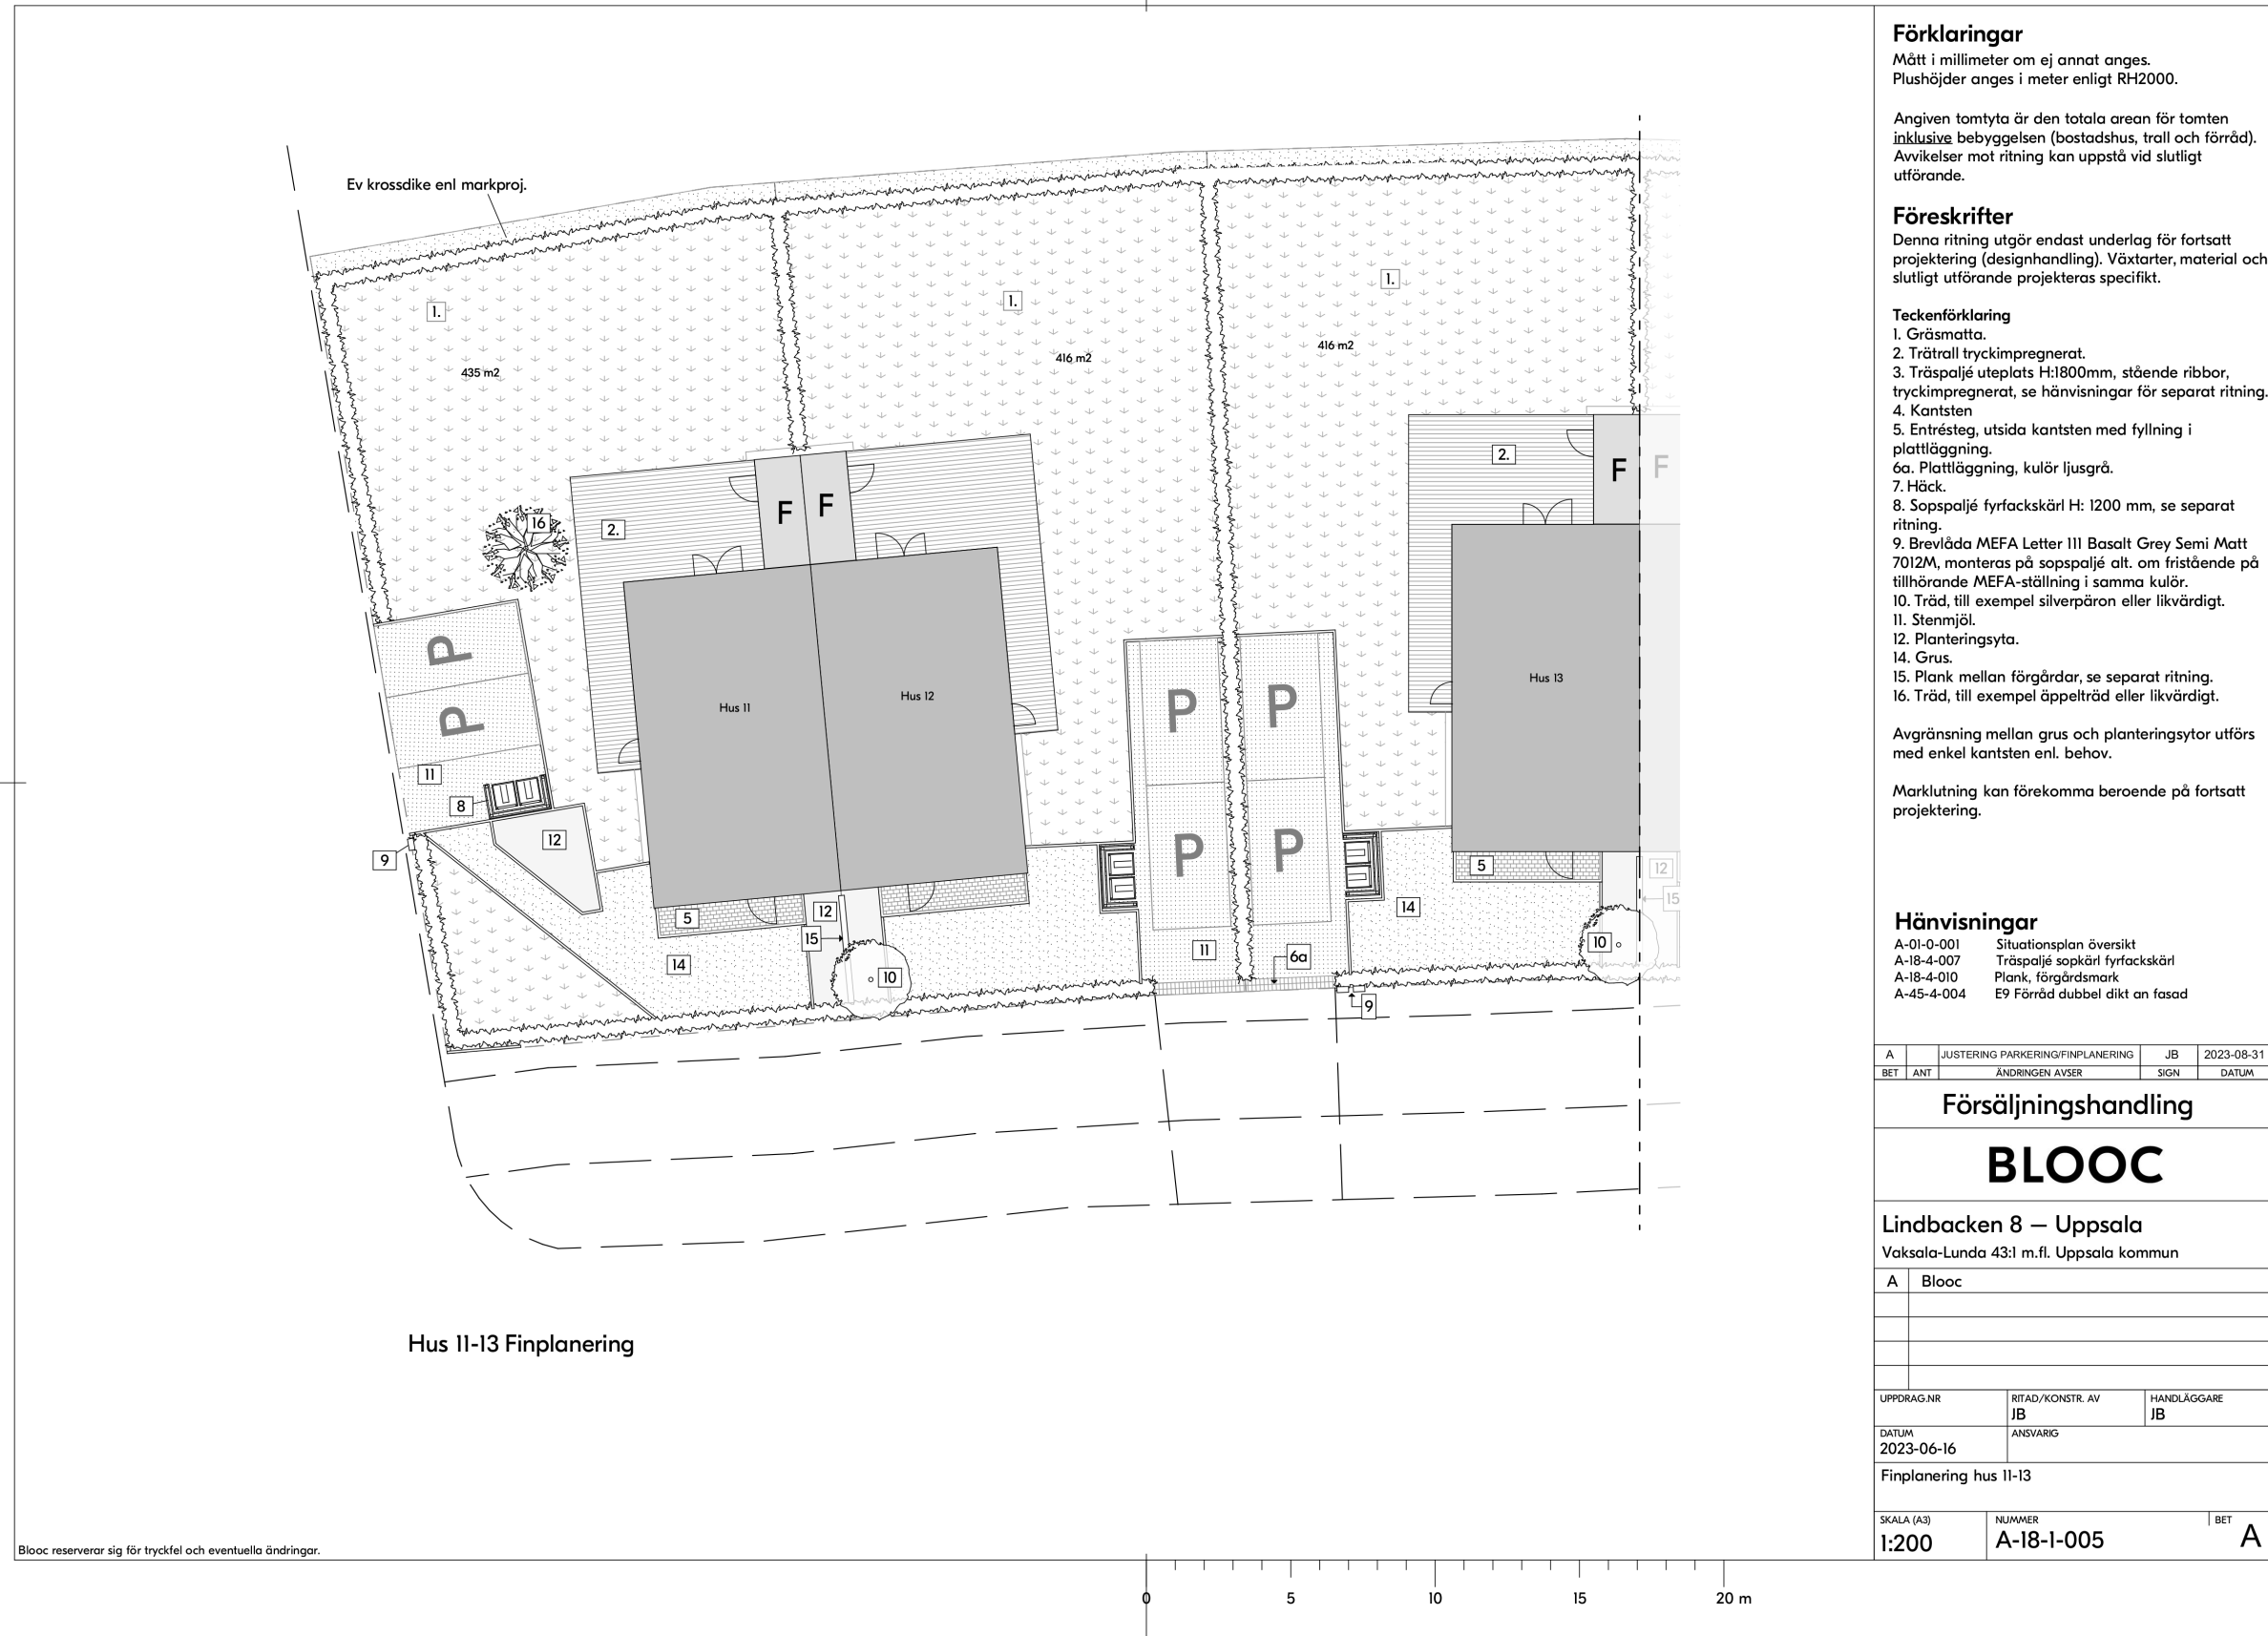 Ev krossdike enl markproj.
1.
1.
1.
435 m2
416 m2
416 m2
16
2.
F
F
2.
F
F
P
P
11
8
12
9
Hus 11
Hus 12
P
P
P
P
Hus 13
5
12
15
14
10
11
6a
9
14
5
10
12
15
Hus 11-13 Finplanering
Blooc reserverar sig för tryckfel och eventuella ändringar.
0 5 10 15 20 m
Förklaringar
Mått i millimeter om ej annat anges.
Plushöjder anges i meter enligt RH2000.
Angiven tomtyta är den totala arean för tomten
inklusive bebyggelsen (bostadshus, trall och förråd).
Avvikelser mot ritning kan uppstå vid slutligt
utförande.
Föreskrifter
Denna ritning utgör endast underlag för fortsatt
projektering (designhandling). Växtarter, material och
slutligt utförande projekteras specifikt.
Teckenförklaring
1. Gräsmatta.
2. Trätrall tryckimpregnerat.
3. Träspaljé uteplats H:1800mm, stående ribbor,
tryckimpregnerat, se hänvisningar för separat ritning.
4. Kantsten
5. Entrésteg, utsida kantsten med fyllning i
plattläggning.
6a. Plattläggning, kulör ljusgrå.
7. Häck.
8. Sopspaljé fyrfackskärl H: 1200 mm, se separat
ritning.
9. Brevlåda MEFA Letter 111 Basalt Grey Semi Matt
7012M, monteras på sopspaljé alt. om fristående på
tillhörande MEFA-ställning i samma kulör.
10. Träd, till exempel silverpäron eller likvärdigt.
11. Stenmjöl.
12. Planteringsyta.
14. Grus.
15. Plank mellan förgårdar, se separat ritning.
16. Träd, till exempel äppelträd eller likvärdigt.
Avgränsning mellan grus och planteringsytor utförs
med enkel kantsten enl. behov.
Marklutning kan förekomma beroende på fortsatt
projektering.
Hänvisningar
A-01-0-001 Situationsplan översikt
A-18-4-007 Träspaljé sopkärl fyrfackskärl
A-18-4-010 Plank, förgårdsmark
A-45-4-004 E9 Förråd dubbel dikt an fasad
A JUSTERING PARKERING/FINPLANERING JB 2023-08-31
BET ANT ÄNDRINGEN AVSER SIGN DATUM
Försäljningshandling
BLOOC
Lindbacken 8 – Uppsala
Vaksala-Lunda 43:1 m.fl. Uppsala kommun
A Blooc
UPPDRAG.NR RITAD/KONSTR. AV HANDLÄGGARE
JB JB
DATUM ANSVARIG
2023-06-16
Finplanering hus 11-13
SKALA (A3) NUMMER BET
1:200 A-18-1-005 A